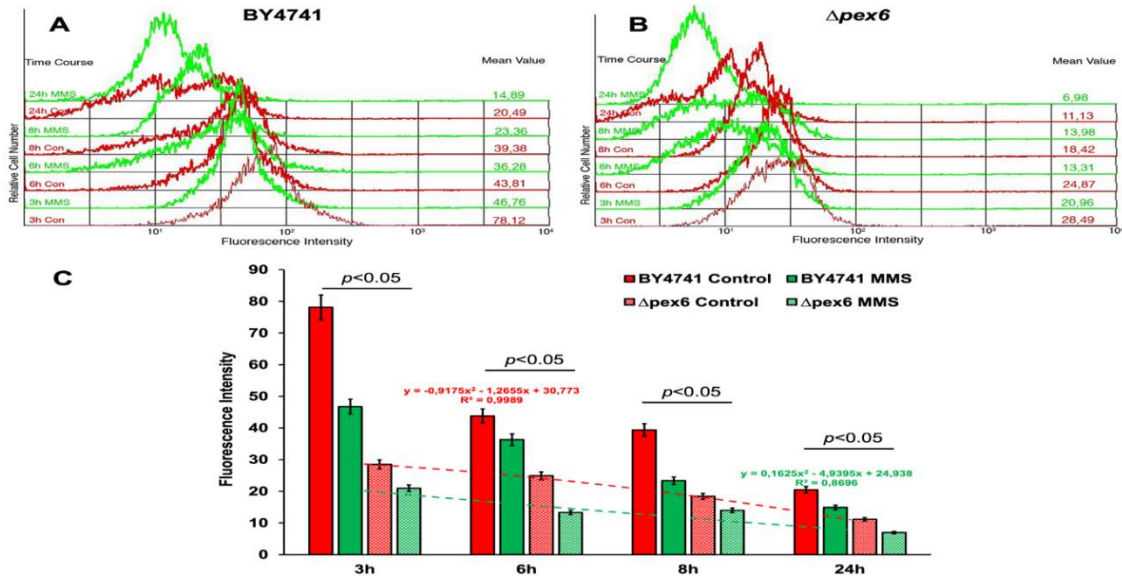 A
BY4741
Time Course
Mean Value
24h MMS
14,89
24h Con
20,49
8h MMS
23,36
8h Con
39,38
6h MMS
36,28
6h Con
43,81
3h MMS
46,76
3h Con
78,12
Relative Cell Number
10¹
10²
10³
10⁴
Fluorescence Intensity
B
Δpex6
Time Course
Mean Value
24h MMS
6,98
24h Con
11,13
8h MMS
13,98
8h Con
18,42
6h MMS
13,31
6h Con
24,87
3h MMS
20,96
3h Con
28,49
Relative Cell Number
10¹
10²
10³
Fluorescence Intensity
C
BY4741 Control
BY4741 MMS
Δpex6 Control
Δpex6 MMS
Fluorescence Intensity
90
80
70
60
50
40
30
20
10
0
p<0.05
p<0.05
p<0.05
p<0.05
y = -0,9175x² - 1,2655x + 30,773
R² = 0,9989
y = 0,1625x² - 4,9395x + 24,938
R² = 0,8696
3h
6h
8h
24h